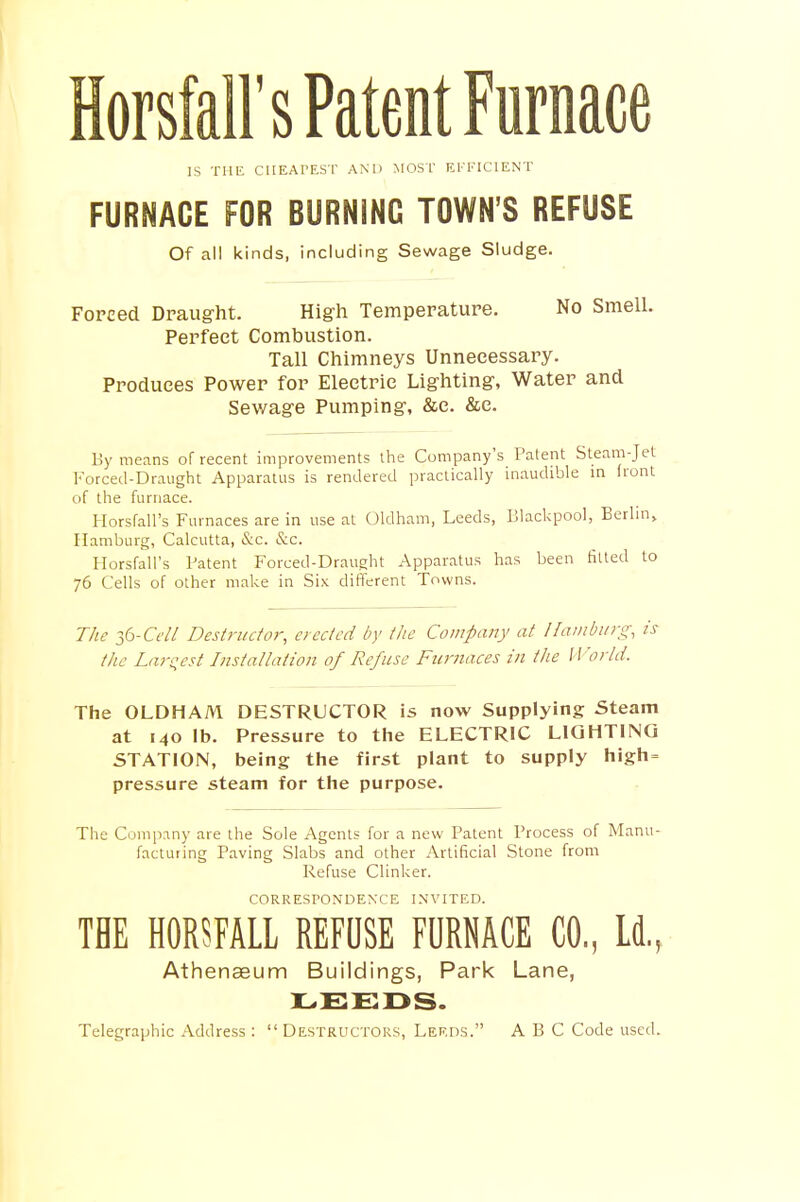 Horsfall's Patent Furnace
IS THE CHEAPEST AND MOST EFFICIENT
FURNACE FOR BURNING TOWN'S REFUSE
Of all kinds, including Sewage Sludge.
Forced Draught. High Temperature. No Smell.
Perfect Combustion.
Tall Chimneys Unnecessary.
Produces Power for Electric Lighting, Water and
Sewage Pumping, &c. &c.
By means of recent improvements the Company's Patent Steam-Jet
Forced-Draught Apparatus is rendered practically inaudible in front
of the furnace.
Horsfall's Furnaces are in use at Oldham, Leeds, Blackpool, Berlin,
Hamburg, Calcutta, &c. &c.
Horsfall's Patent Forced-Draught Apparatus has been fitted to
76 Cells of other make in Six different Towns.
The 36-Cell Destructor, erected by the Company at Hamburg, is
the Largest Installation of Refuse Furnaces in the World.
The OLDHAM DESTRUCTOR is now Supplying Steam
at 140 lb. Pressure to the ELECTRIC LIGHTING
STATION, being the first plant to supply high=
pressure steam for the purpose.
The Company are the Sole Agents for a new Patent Process of Manu-
facturing Paving Slabs and other Artificial Stone from
Refuse Clinker.
CORRESPONDENCE INVITED.
THE HORSFALL REFUSE FURNACE CO., Ld.,
Athenæum Buildings, Park Lane,
LEEDS.
Telegraphic Address : "DESTRUCTORS, LEEDS." A B C Code used.